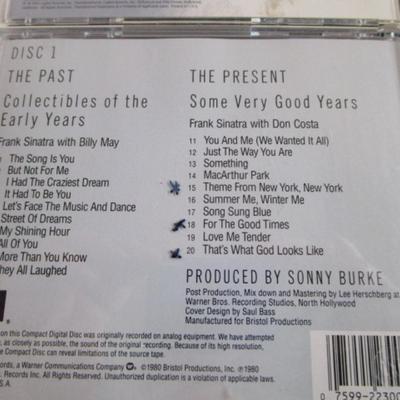 DISC 1
THE PAST
Collectibles of the
Early Years
Frank Sinatra with Billy May
The Song Is You
But Not For Me
I Had The Craziest Dream
It Had To Be You
Let's Face The Music And Dance
Street Of Dreams
My Shining Hour
All Of You
More Than You Know
They All Laughed
THE PRESENT
Some Very Good Years
Frank Sinatra with Don Costa
11 You And Me (We Wanted It All)
12 Just The Way You Are
13 Something
14 MacArthur Park
15 Theme From New York, New York
16 Summer Me, Winter Me
17 Song Sung Blue
18 For The Good Times
19 Love Me Tender
20 That's What God Looks Like
PRODUCED BY SONNY BURKE
Post Production, Mix down and Mastering by Lee Herschberg at
Warner Bros. Recording Studios, North Hollywood
Cover Design by Saul Bass
Manufactured for Bristol Productions
on this Compact Digital Disc was originally recorded on analog equipment. We have attempted
as closely as possible, the sound of the original recording. Because of its high resolution,
e Compact Disc can reveal limitations of the source tape.
cords, a Warner Communications Company ©1980 Bristol Productions, Inc. ℗1980
. Records Inc. All Rights Reserved. Unauthorized duplication is a violation of applicable laws.
S.A.
0 7599-22300